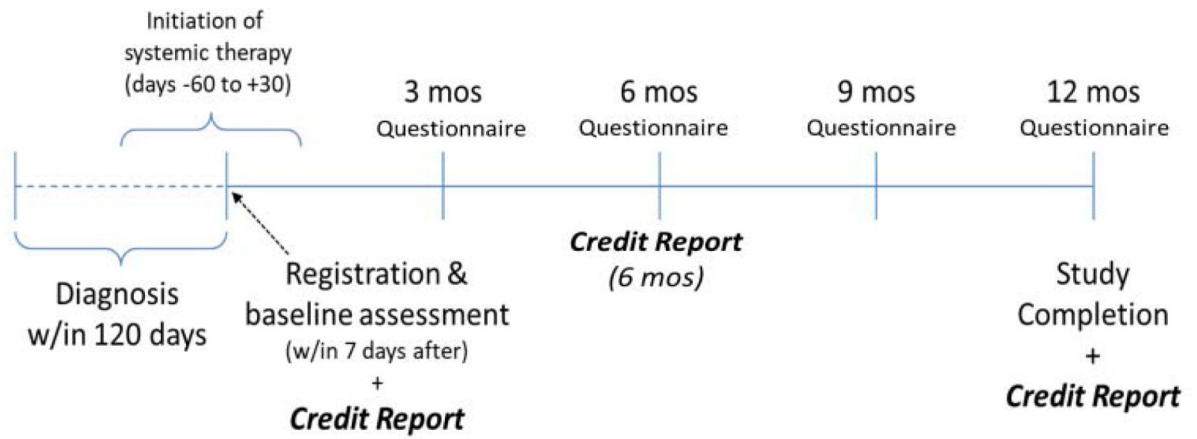 Initiation of
systemic therapy
(days -60 to +30)
3 mos
Questionnaire
6 mos
Questionnaire
9 mos
Questionnaire
12 mos
Questionnaire
Diagnosis
w/in 120 days
Registration &
baseline assessment
(w/in 7 days after)
+
Credit Report
Credit Report
(6 mos)
Study
Completion
+
Credit Report